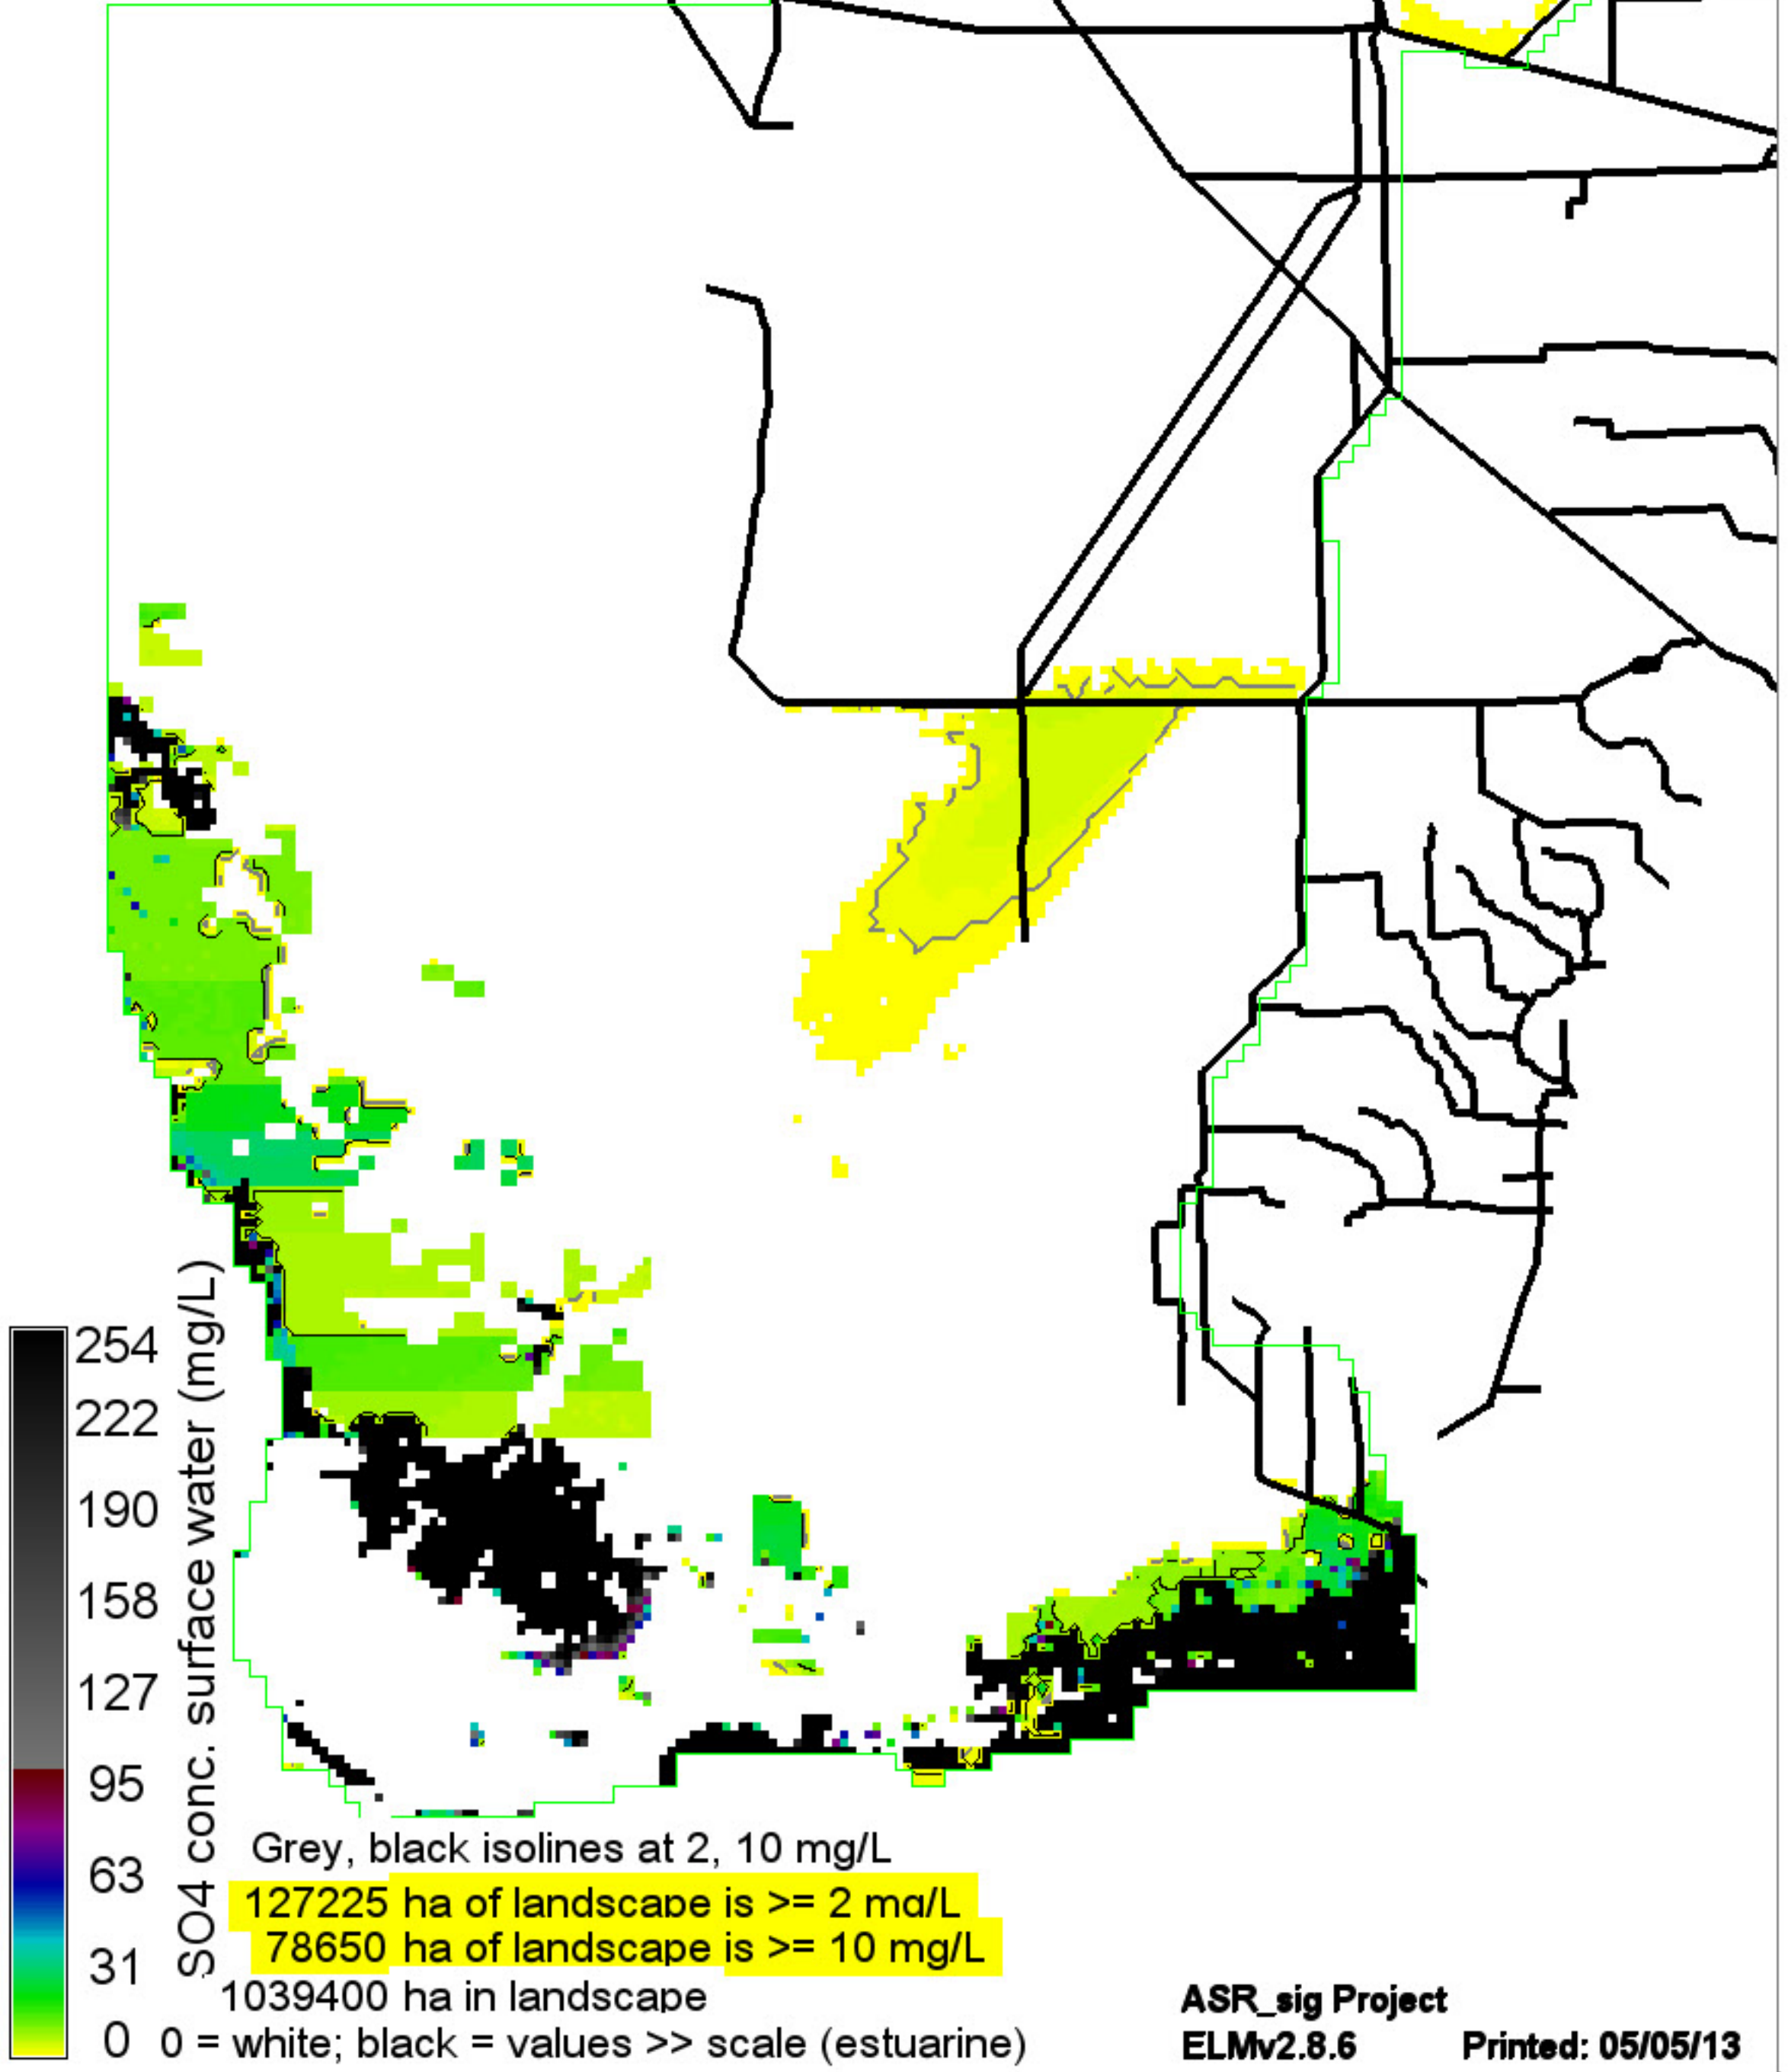 254
222
190
158
127
95
63
31
0
SO4 conc. surface water (mg/L)
Grey, black isolines at 2, 10 mg/L
127225 ha of landscape is >= 2 mg/L
78650 ha of landscape is >= 10 mg/L
1039400 ha in landscape
0 = white; black = values >> scale (estuarine)
ASR_sig Project
ELMv2.8.6 Printed: 05/05/13